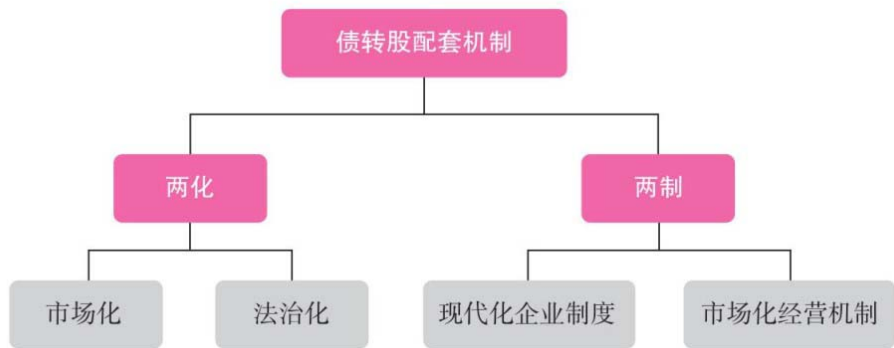 债转股配套机制
两化
两制
市场化
法治化
现代化企业制度
市场化经营机制